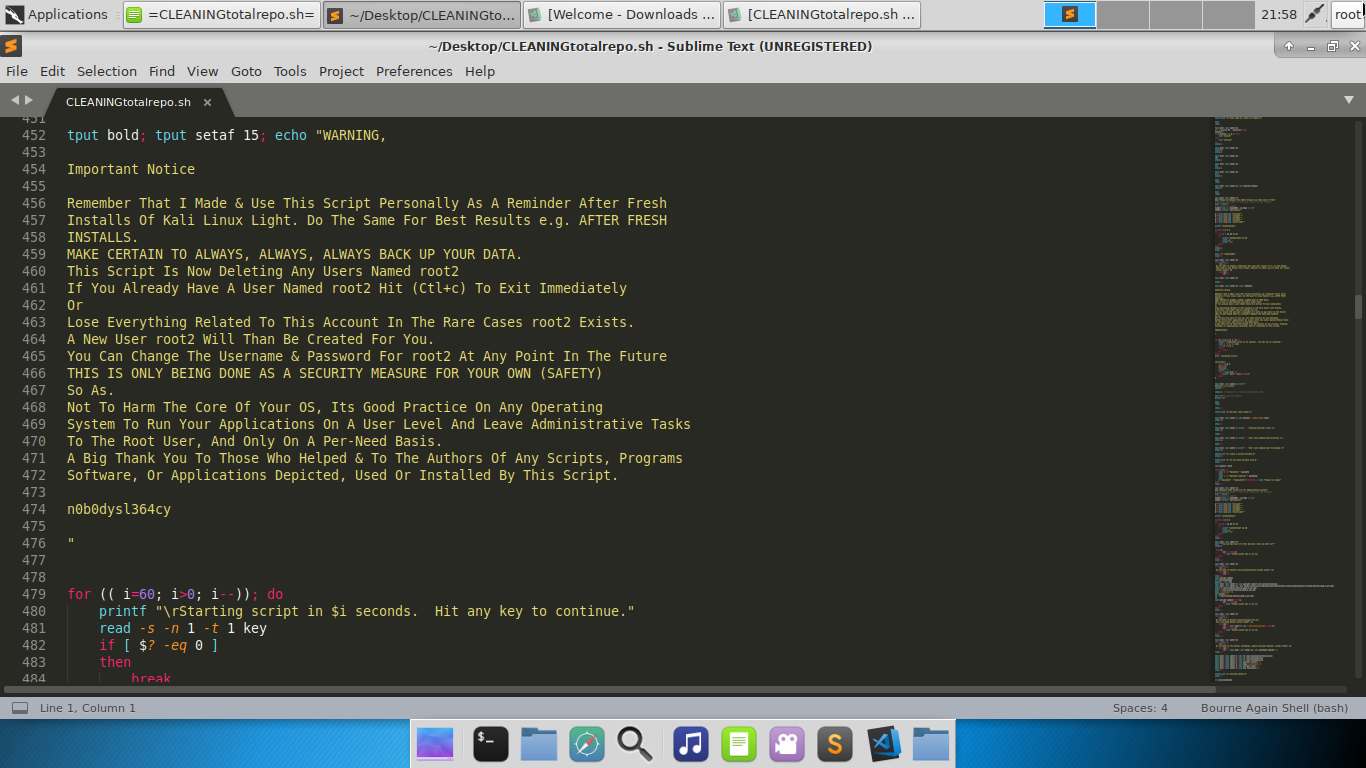 Applications
=CLEANINGtotalrepo.sh=
~/Desktop/CLEANINGto...
[Welcome - Downloads ...
[CLEANINGtotalrepo.sh ...
21:58
root
~/Desktop/CLEANINGtotalrepo.sh - Sublime Text (UNREGISTERED)
File Edit Selection Find View Goto Tools Project Preferences Help
CLEANINGtotalrepo.sh
451
452 tput bold; tput setaf 15; echo "WARNING,
453
454 Important Notice
455
456 Remember That I Made & Use This Script Personally As A Reminder After Fresh
457 Installs Of Kali Linux Light. Do The Same For Best Results e.g. AFTER FRESH
458 INSTALLS.
459 MAKE CERTAIN TO ALWAYS, ALWAYS, ALWAYS BACK UP YOUR DATA.
460 This Script Is Now Deleting Any Users Named root2
461 If You Already Have A User Named root2 Hit (Ctl+c) To Exit Immediately
462 Or
463 Lose Everything Related To This Account In The Rare Cases root2 Exists.
464 A New User root2 Will Than Be Created For You.
465 You Can Change The Username & Password For root2 At Any Point In The Future
466 THIS IS ONLY BEING DONE AS A SECURITY MEASURE FOR YOUR OWN (SAFETY)
467 So As.
468 Not To Harm The Core Of Your OS, Its Good Practice On Any Operating
469 System To Run Your Applications On A User Level And Leave Administrative Tasks
470 To The Root User, And Only On A Per-Need Basis.
471 A Big Thank You To Those Who Helped & To The Authors Of Any Scripts, Programs
472 Software, Or Applications Depicted, Used Or Installed By This Script.
473
474 n0b0dysl364cy
475
476 "
477
478
479 for (( i=60; i>0; i--)); do
480 printf "\rStarting script in $i seconds.  Hit any key to continue."
481 read -s -n 1 -t 1 key
482 if [ $? -eq 0 ]
483 then
484 break
Line 1, Column 1
Spaces: 4
Bourne Again Shell (bash)